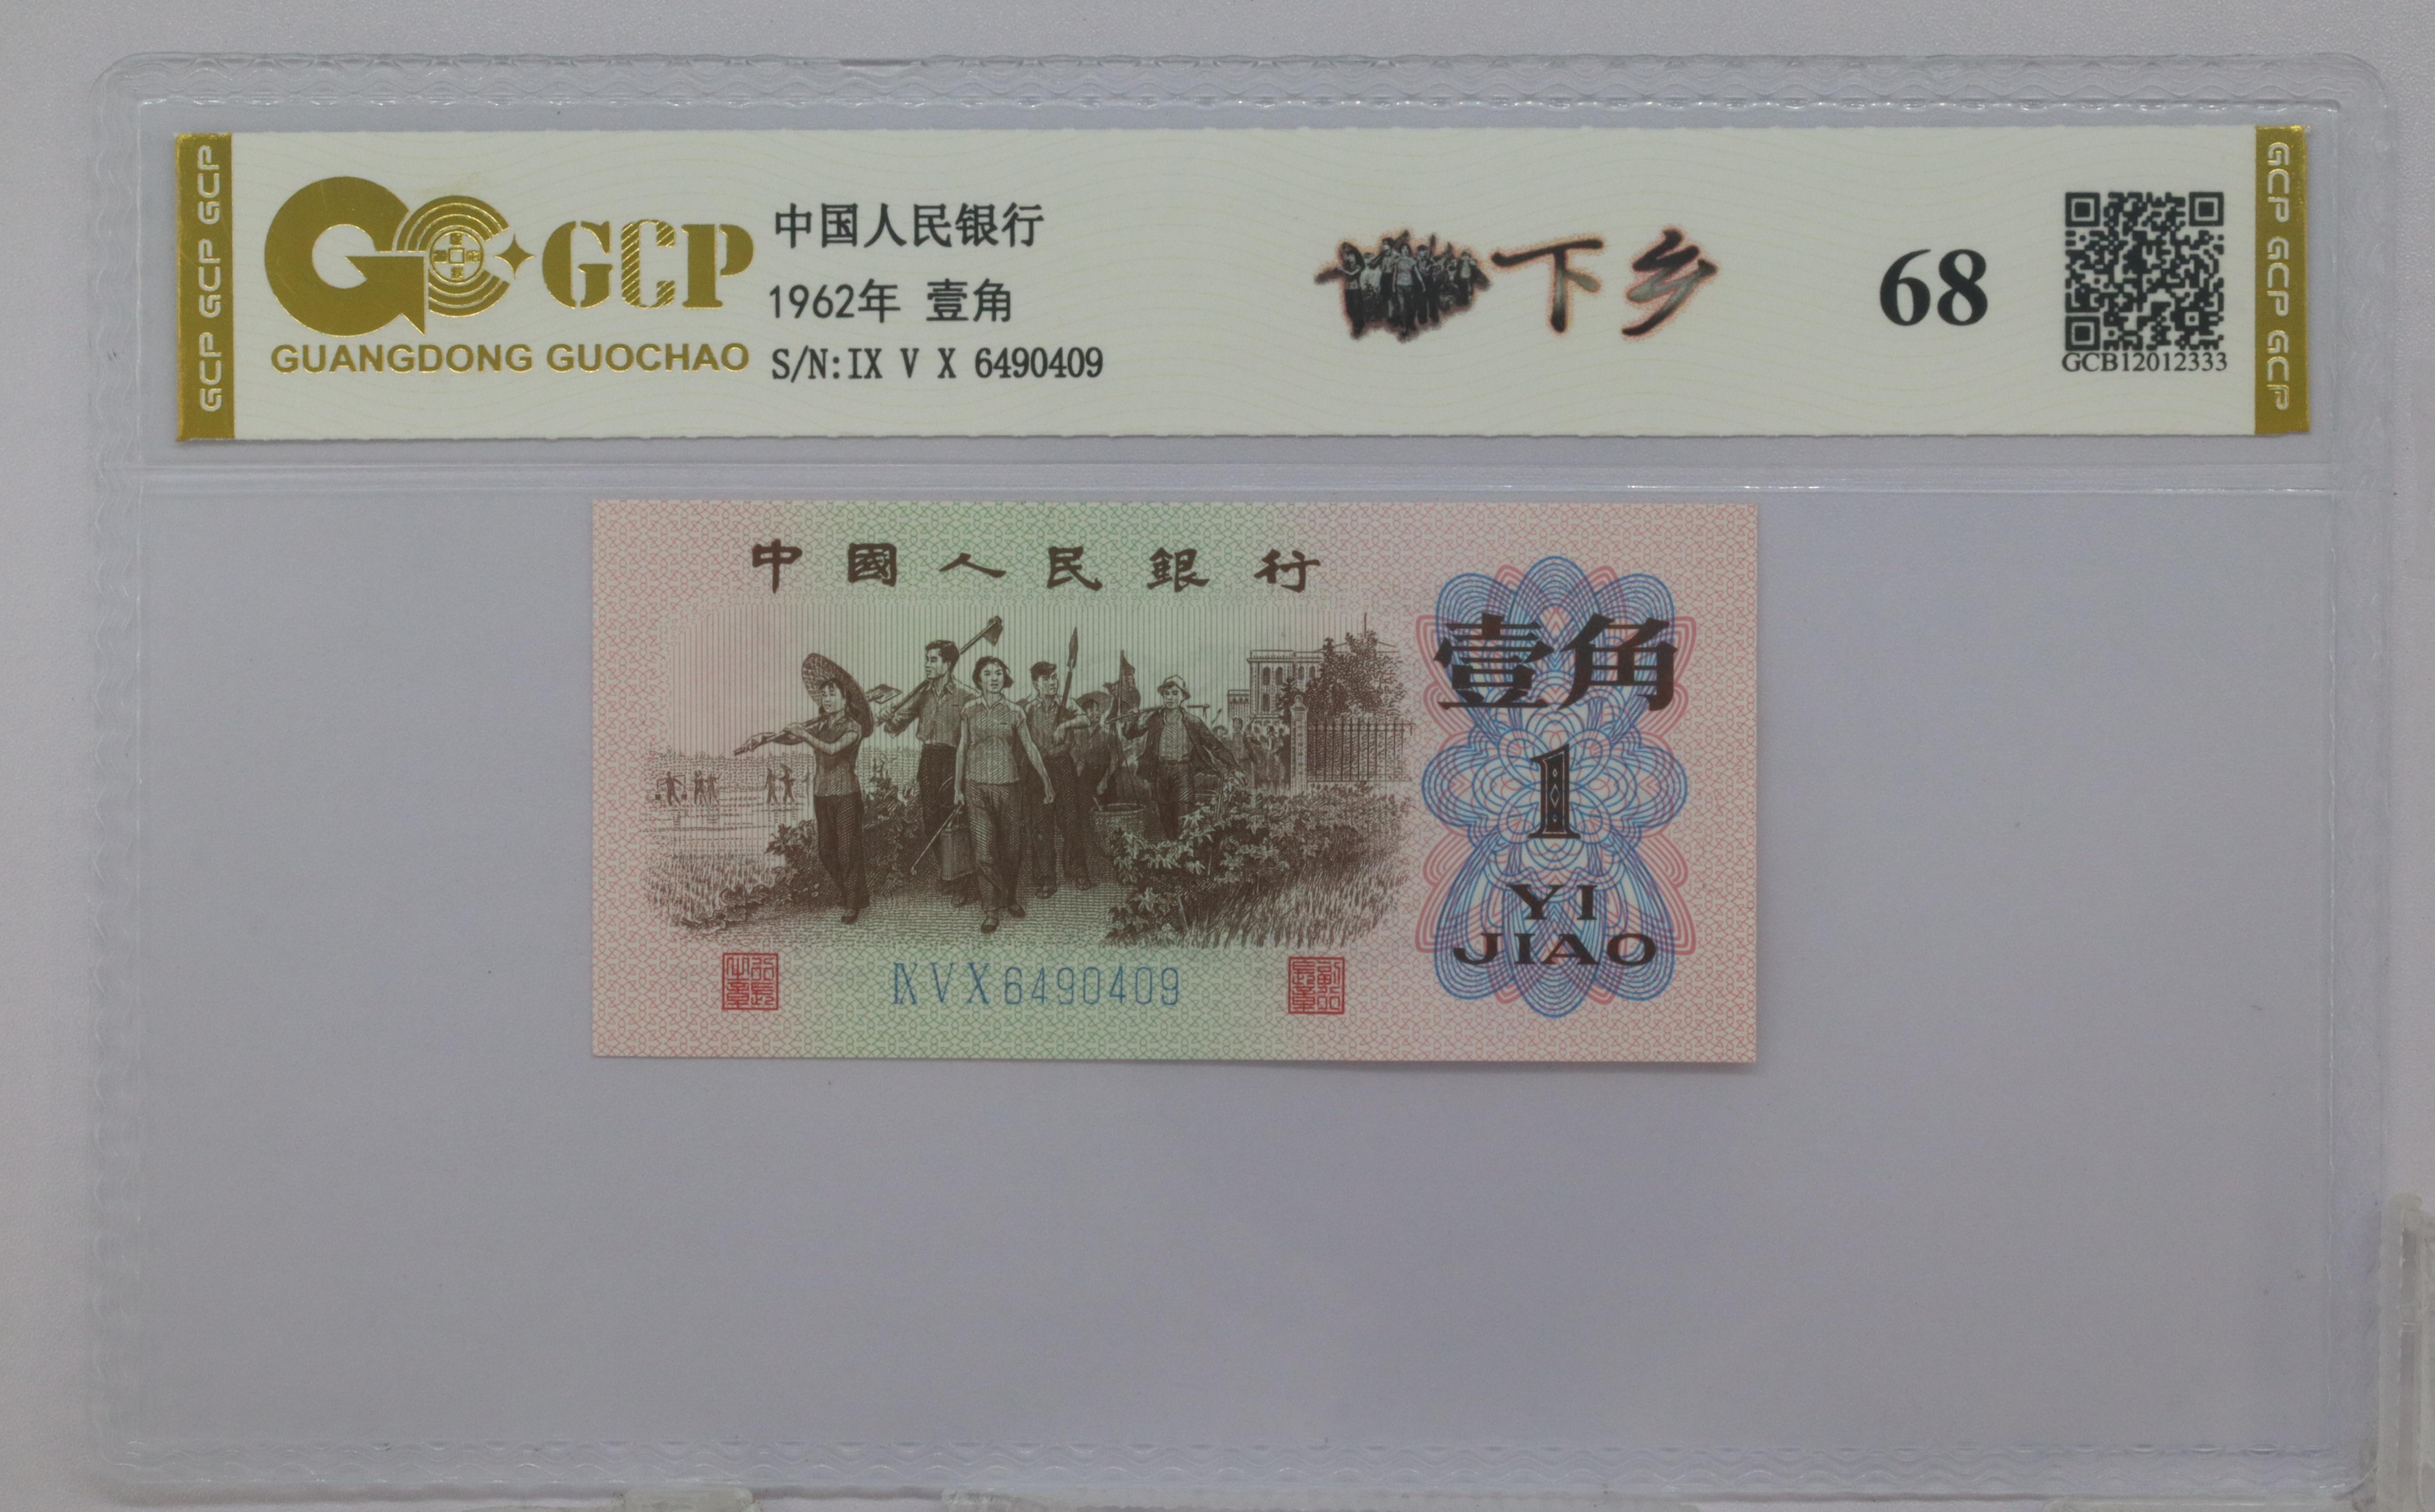 GCP GCP GCP
GCP
GUANGDONG GUOCHAO
中国人民银行
1962年 壹角
S/N:IX V X 6490409
下乡
68
GCB12012333
GCP GCP GCP
中國人民銀行
壹角
1
YI
JIAO
IX V X 6490409